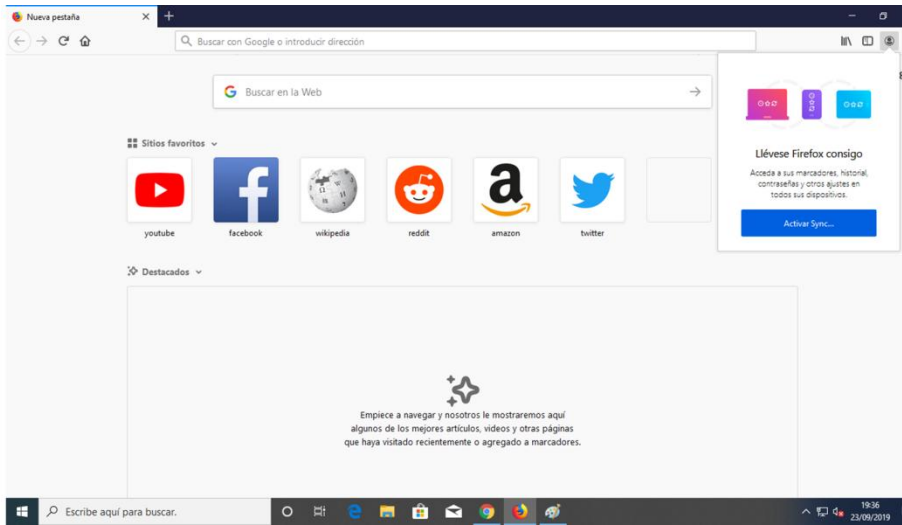 Nueva pestaña
Buscar con Google o introducir dirección
Buscar en la Web
Llévese Firefox consigo
Acceda a sus marcadores, historial,
contraseñas y otros ajustes en
todos sus dispositivos.
Activar Sync...
Sitios favoritos
youtube
facebook
wikipedia
reddit
amazon
twitter
Destacados
Empiece a navegar y nosotros le mostraremos aquí
algunos de los mejores artículos, videos y otras páginas
que haya visitado recientemente o agregado a marcadores.
Escribe aquí para buscar.
19:36
23/09/2019